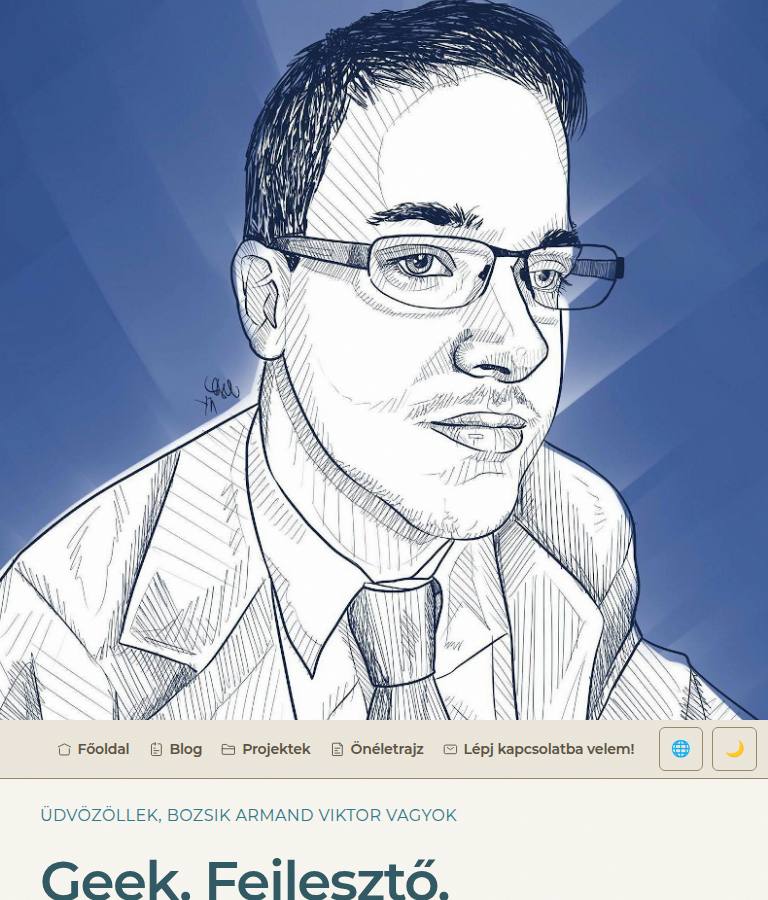 Főoldal Blog Projektek Önéletrajz Lépj kapcsolatba velem!
ÜDVÖZÖLLEK, BOZSIK ARMAND VIKTOR VAGYOK
Geek. Fejlesztő.